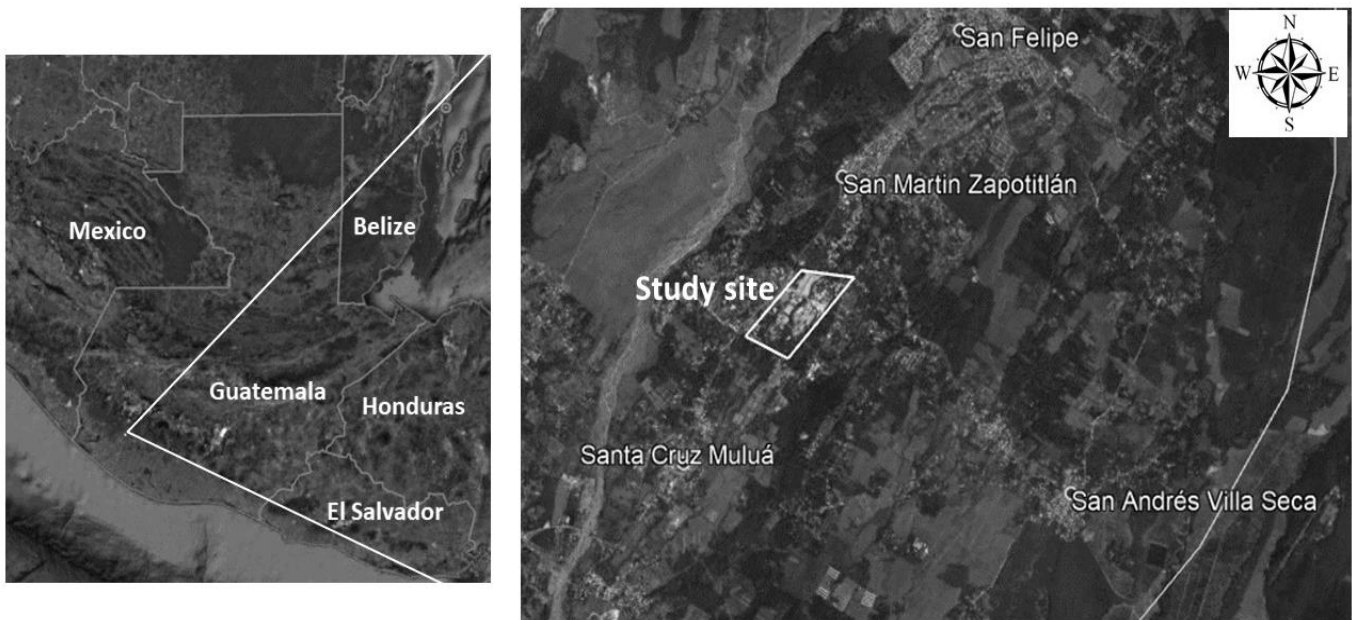 Mexico
Belize
Guatemala
Honduras
El Salvador
San Felipe
San Martin Zapotitlán
Study site
Santa Cruz Muluá
San Andrés Villa Seca
N
W E
S